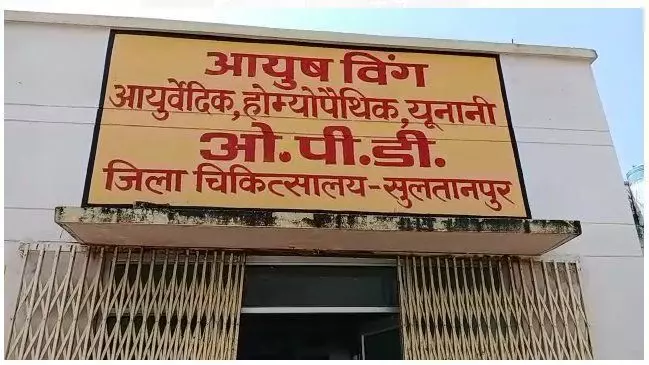 आयुष विंग
आयुर्वेदिक,होम्योपैथिक,यूनानी
ओ.पी.डी.
जिला चिकित्सालय-सुलतानपुर